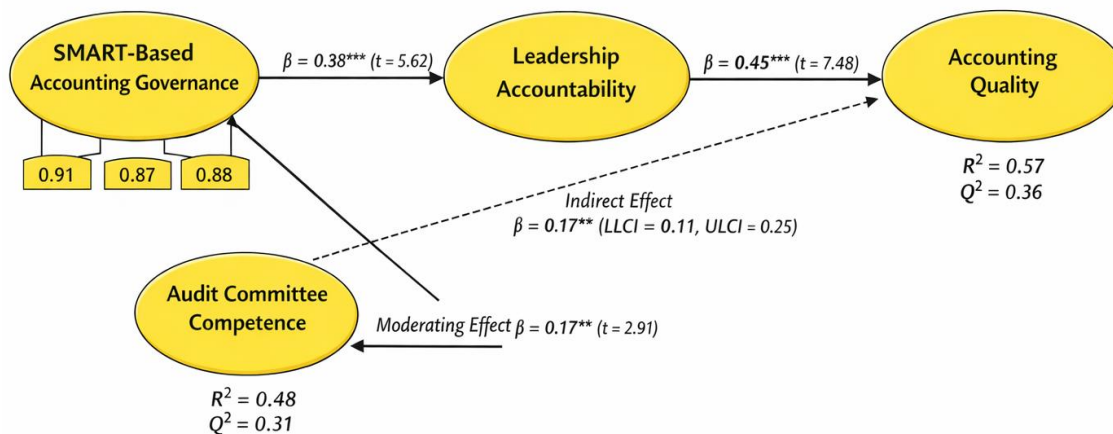 SMART-Based
Accounting Governance
β = 0.38*** (t = 5.62)
Leadership
Accountability
β = 0.45*** (t = 7.48)
Accounting
Quality
0.91
0.87
0.88
R² = 0.57
Q² = 0.36
Indirect Effect
β = 0.17** (LLCI = 0.11, ULCI = 0.25)
Audit Committee
Competence
Moderating Effect β = 0.17** (t = 2.91)
R² = 0.48
Q² = 0.31